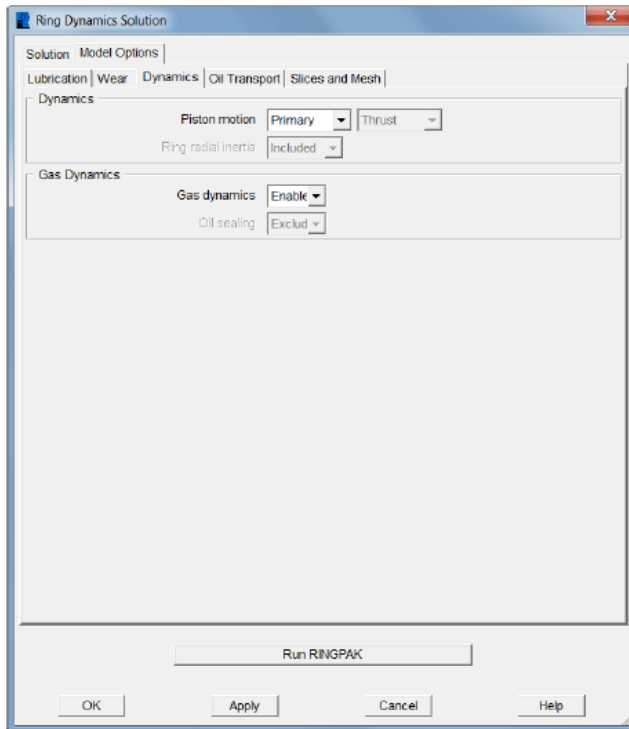 Ring Dynamics Solution
Solution Model Options
Lubrication Wear Dynamics Oil Transport Slices and Mesh
Dynamics
Piston motion Primary Thrust
Ring radial inertia Included
Gas Dynamics
Gas dynamics Enable
Oil sealing Exclud
Run RINGPAK
OK Apply Cancel Help